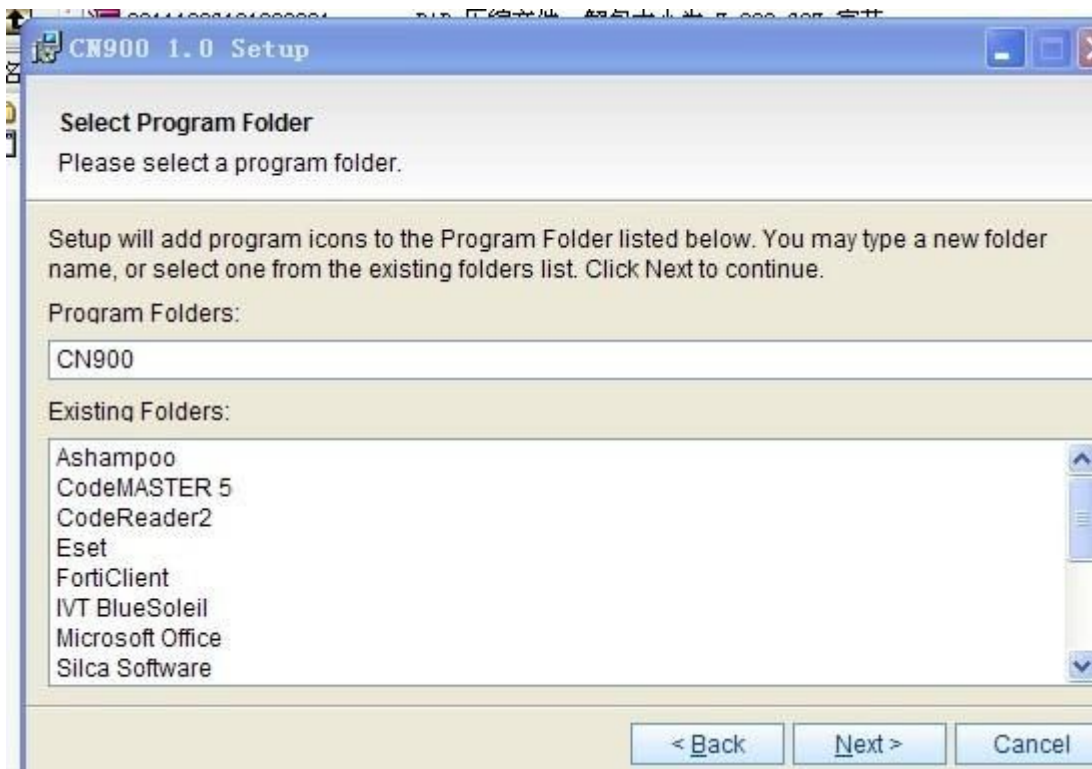 CN900 1.0 Setup
Select Program Folder
Please select a program folder.
Setup will add program icons to the Program Folder listed below. You may type a new folder
name, or select one from the existing folders list. Click Next to continue.
Program Folders:
CN900
Existing Folders:
Ashampoo
CodeMASTER 5
CodeReader2
Eset
FortiClient
IVT BlueSoleil
Microsoft Office
Silca Software
< Back
Next >
Cancel